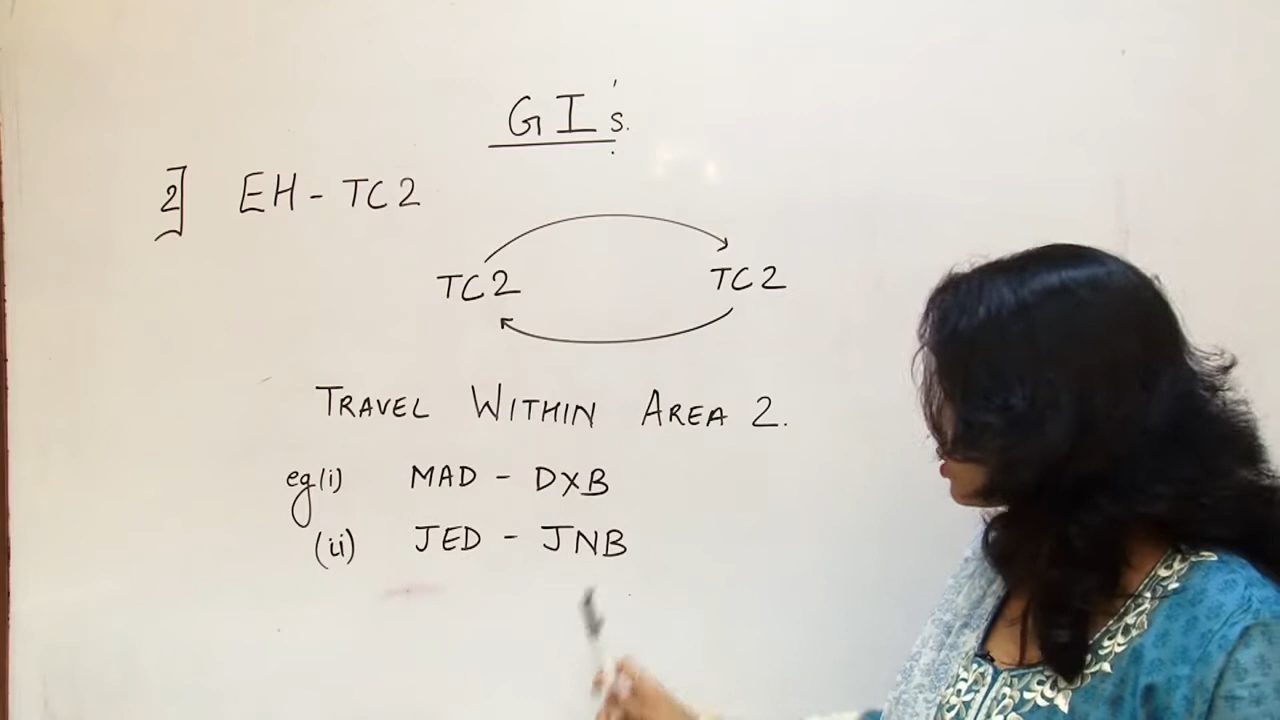 GI's.
2] EH - TC2
TC2 TC2
TRAVEL WITHIN AREA 2.
eg(i) MAD - DXB
(ii) JED - JNB